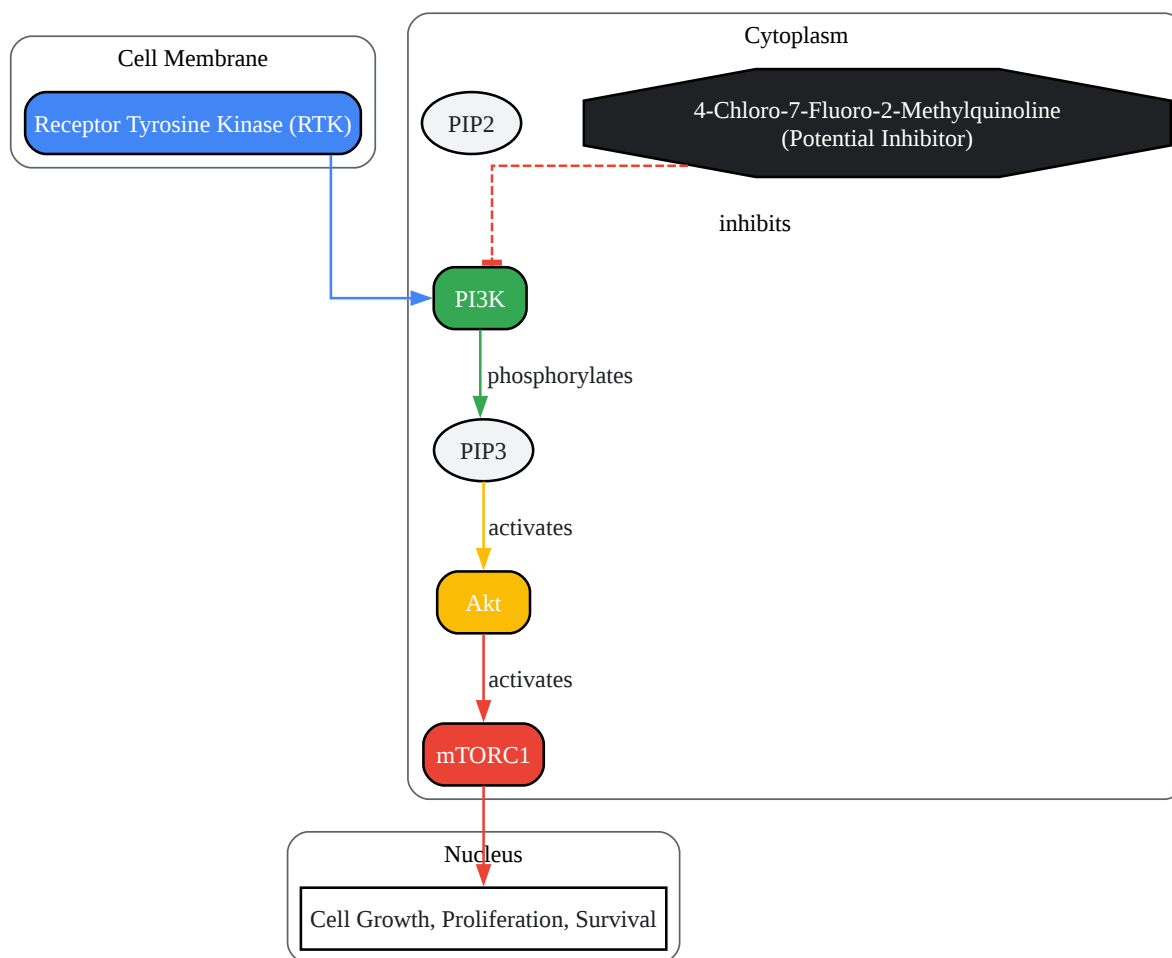 Cell Membrane
Receptor Tyrosine Kinase (RTK)
Cytoplasm
PIP2
4-Chloro-7-Fluoro-2-Methylquinoline
(Potential Inhibitor)
inhibits
PI3K
phosphorylates
PIP3
activates
Akt
activates
mTORC1
Nucleus
Cell Growth, Proliferation, Survival